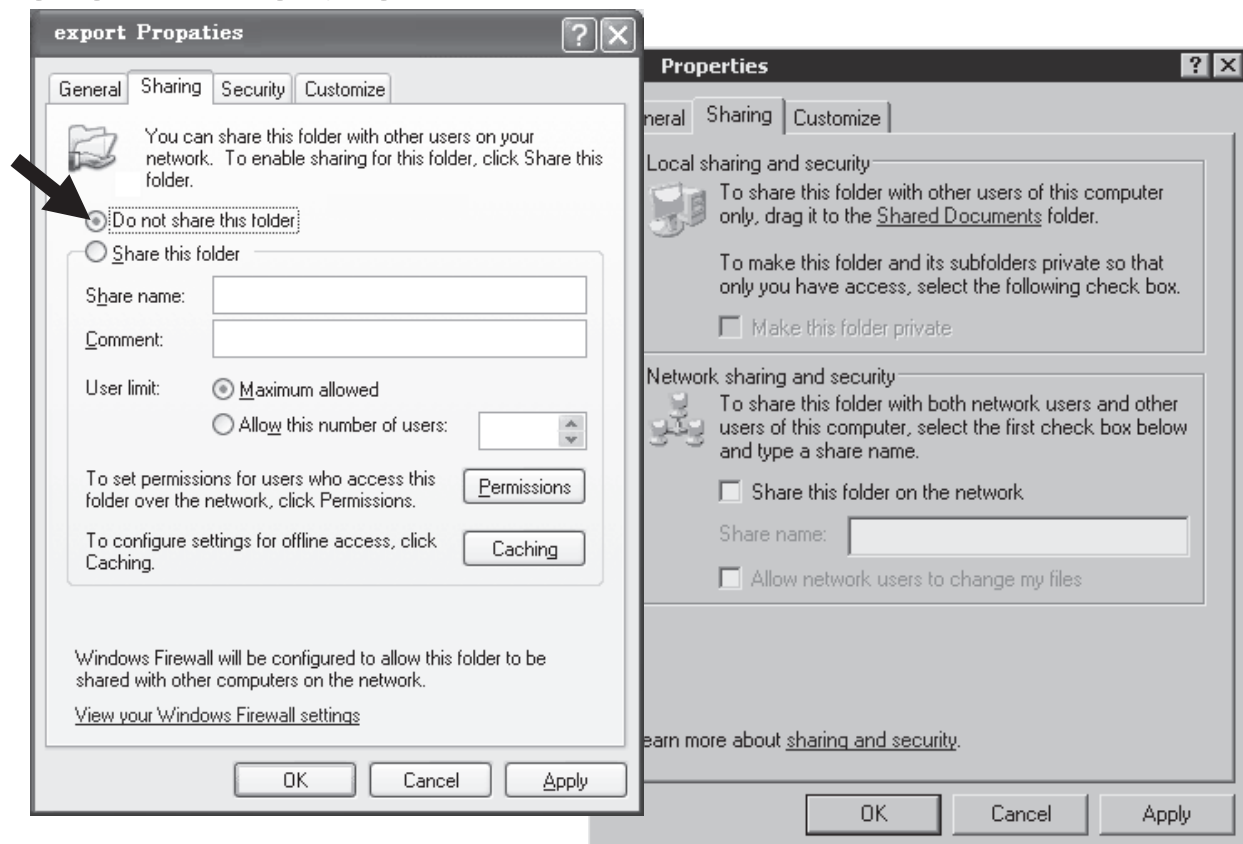 export Propaties
General Sharing Security Customize
You can share this folder with other users on your
network. To enable sharing for this folder, click Share this
folder.
Do not share this folder
Share this folder
Share name:
Comment:
User limit: Maximum allowed
Allow this number of users:
To set permissions for users who access this
folder over the network, click Permissions.
Permissions
To configure settings for offline access, click
Caching.
Caching
Windows Firewall will be configured to allow this folder to be
shared with other computers on the network.
View your Windows Firewall settings
OK Cancel Apply
Properties
neral Sharing Customize
Local sharing and security
To share this folder with other users of this computer
only, drag it to the Shared Documents folder.
To make this folder and its subfolders private so that
only you have access, select the following check box.
Make this folder private
Network sharing and security
To share this folder with both network users and other
users of this computer, select the first check box below
and type a share name.
Share this folder on the network
Share name:
Allow network users to change my files
earn more about sharing and security.
OK Cancel Apply